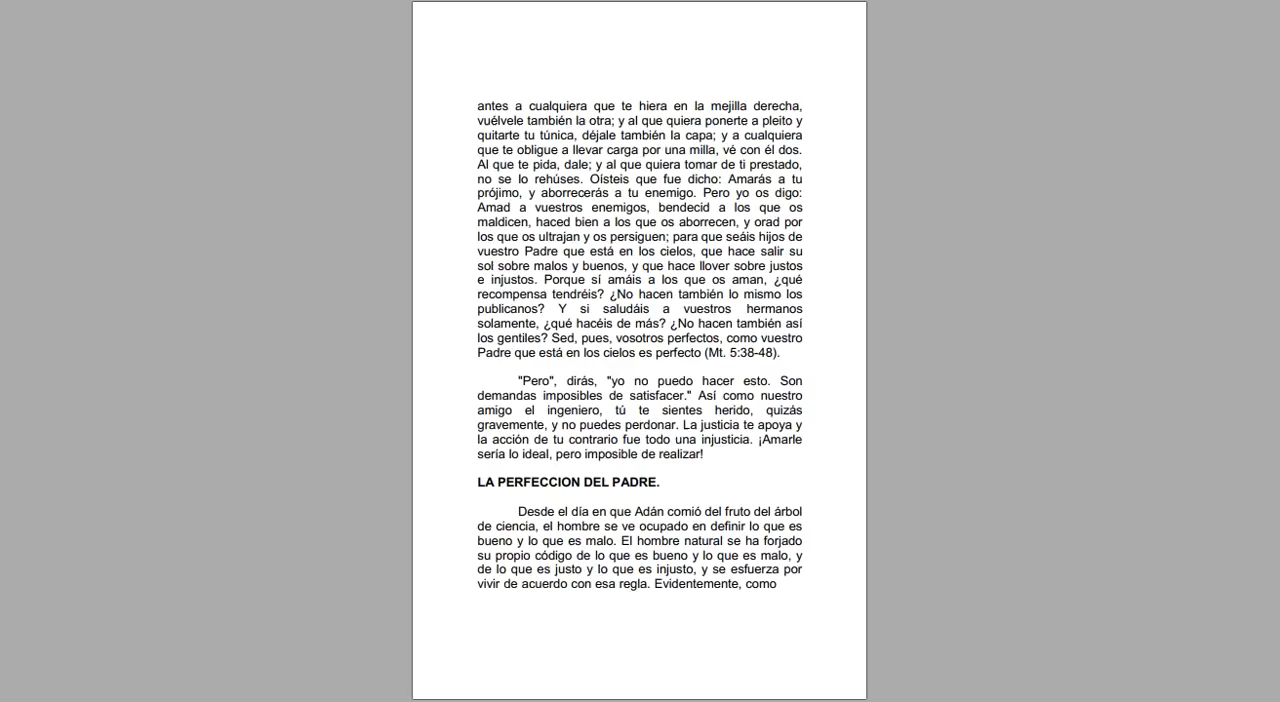 antes a cualquiera que te hiera en la mejilla derecha,
vuélvele también la otra; y al que quiera ponerte a pleito y
quitarte tu túnica, déjale también la capa; y a cualquiera
que te obligue a llevar carga por una milla, vé con él dos.
Al que te pida, dale; y al que quiera tomar de ti prestado,
no se lo rehúses. Oísteis que fue dicho: Amarás a tu
prójimo, y aborrecerás a tu enemigo. Pero yo os digo:
Amad a vuestros enemigos, bendecid a los que os
maldicen, haced bien a los que os aborrecen, y orad por
los que os ultrajan y os persiguen; para que seáis hijos de
vuestro Padre que está en los cielos, que hace salir su
sol sobre malos y buenos, y que hace llover sobre justos
e injustos. Porque sí amáis a los que os aman, ¿qué
recompensa tendréis? ¿No hacen también lo mismo los
publicanos? Y si saludáis a vuestros hermanos
solamente, ¿qué hacéis de más? ¿No hacen también así
los gentiles? Sed, pues, vosotros perfectos, como vuestro
Padre que está en los cielos es perfecto (Mt. 5:38-48).
"Pero", dirás, "yo no puedo hacer esto. Son
demandas imposibles de satisfacer." Así como nuestro
amigo el ingeniero, tú te sientes herido, quizás
gravemente, y no puedes perdonar. La justicia te apoya y
la acción de tu contrario fue todo una injusticia. ¡Amarle
sería lo ideal, pero imposible de realizar!
LA PERFECCION DEL PADRE.
Desde el día en que Adán comió del fruto del árbol
de ciencia, el hombre se ve ocupado en definir lo que es
bueno y lo que es malo. El hombre natural se ha forjado
su propio código de lo que es bueno y lo que es malo, y
de lo que es justo y lo que es injusto, y se esfuerza por
vivir de acuerdo con esa regla. Evidentemente, como